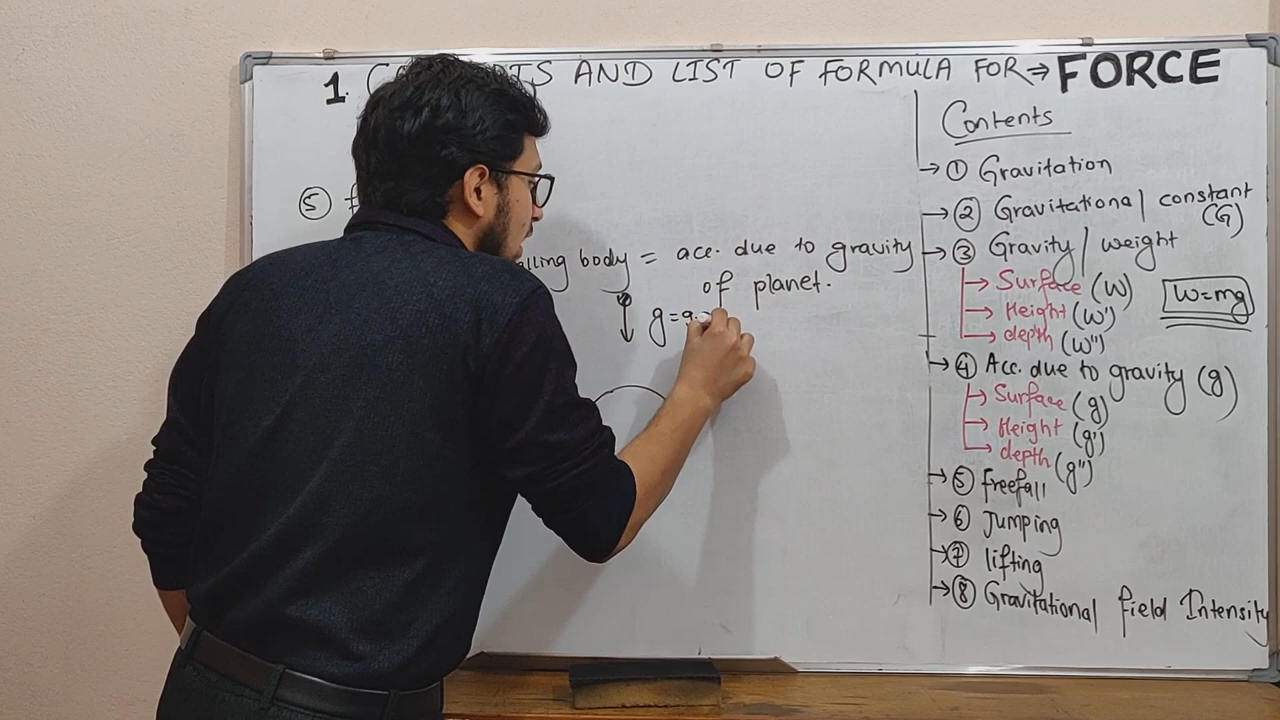 1. AND LIST OF FORMULA FOR → FORCE
⑤
falling body = acc. due to gravity
of planet.
g = 9.
Contents
→ ① Gravitation
→ ② Gravitational constant
(G)
→ ③ Gravity / weight
→ Surface (W)
→ Height (W')
→ depth (W'')
W=mg
→ ④ Acc. due to gravity (g)
→ Surface (g)
→ Height (g')
→ depth (g'')
→ ⑤ freefall
→ ⑥ Jumping
→ ⑦ lifting
→ ⑧ Gravitational field Intensity